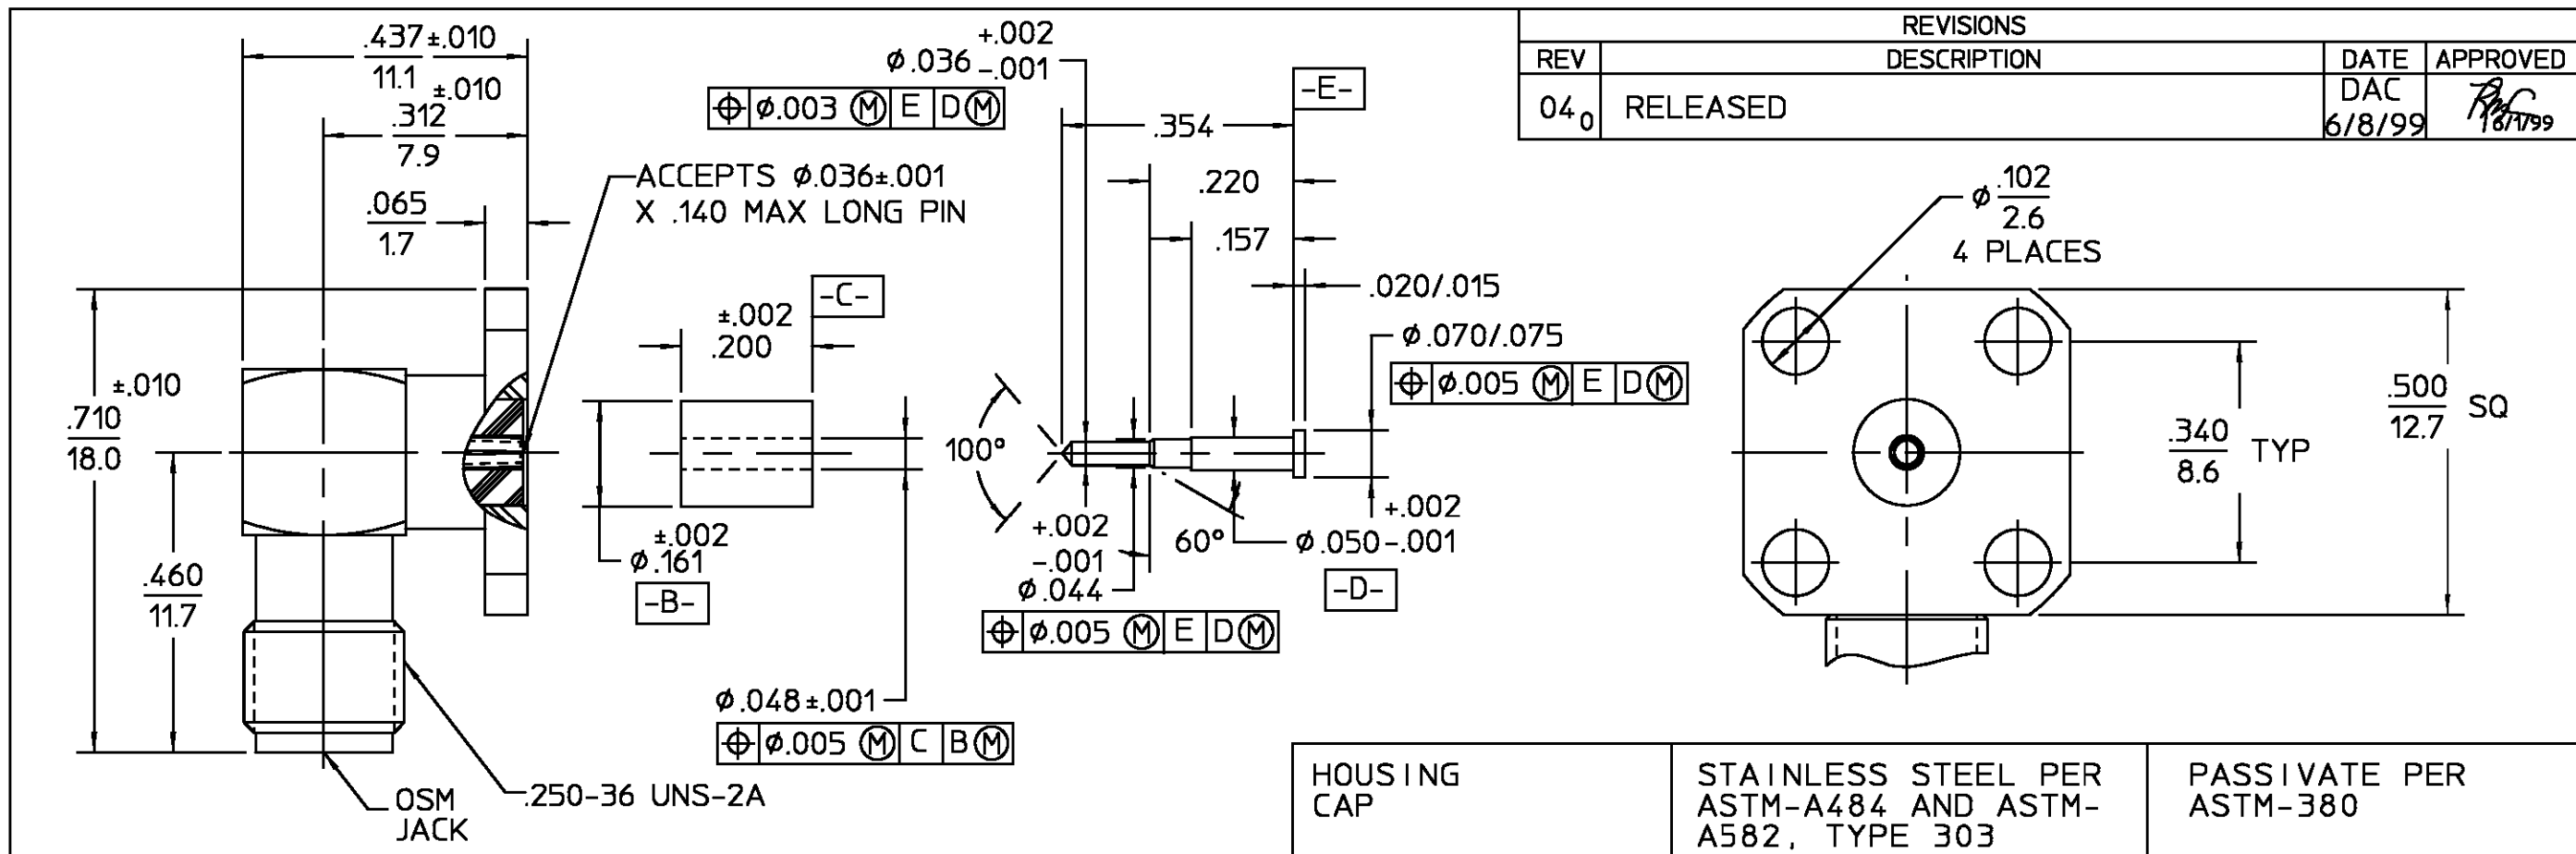 REVISIONS
REV DESCRIPTION DATE APPROVED
04 0 RELEASED DAC 6/8/99 6/1/99
.437±.010
11.1
±.010
.312
7.9
.065
1.7
ACCEPTS ⌀.036±.001
X .140 MAX LONG PIN
±.010
.710
18.0
.460
11.7
OSM
JACK
.250-36 UNS-2A
±.002
.200
-C-
±.002
⌀.161
-B-
⌀.048±.001
⌖ ⌀.005 Ⓜ C B Ⓜ
+.002
⌀.036 -.001
⌖ ⌀.003 Ⓜ E D Ⓜ
-E-
.354
.220
.157
.020/.015
⌀.070/.075
⌖ ⌀.005 Ⓜ E D Ⓜ
100°
60°
+.002
-.001
⌀.044
⌖ ⌀.005 Ⓜ E D Ⓜ
+.002
⌀.050-.001
-D-
⌀ .102
2.6
4 PLACES
.340
8.6
TYP
.500
12.7
SQ
HOUSING
CAP
STAINLESS STEEL PER
ASTM-A484 AND ASTM-
A582, TYPE 303
PASSIVATE PER
ASTM-380